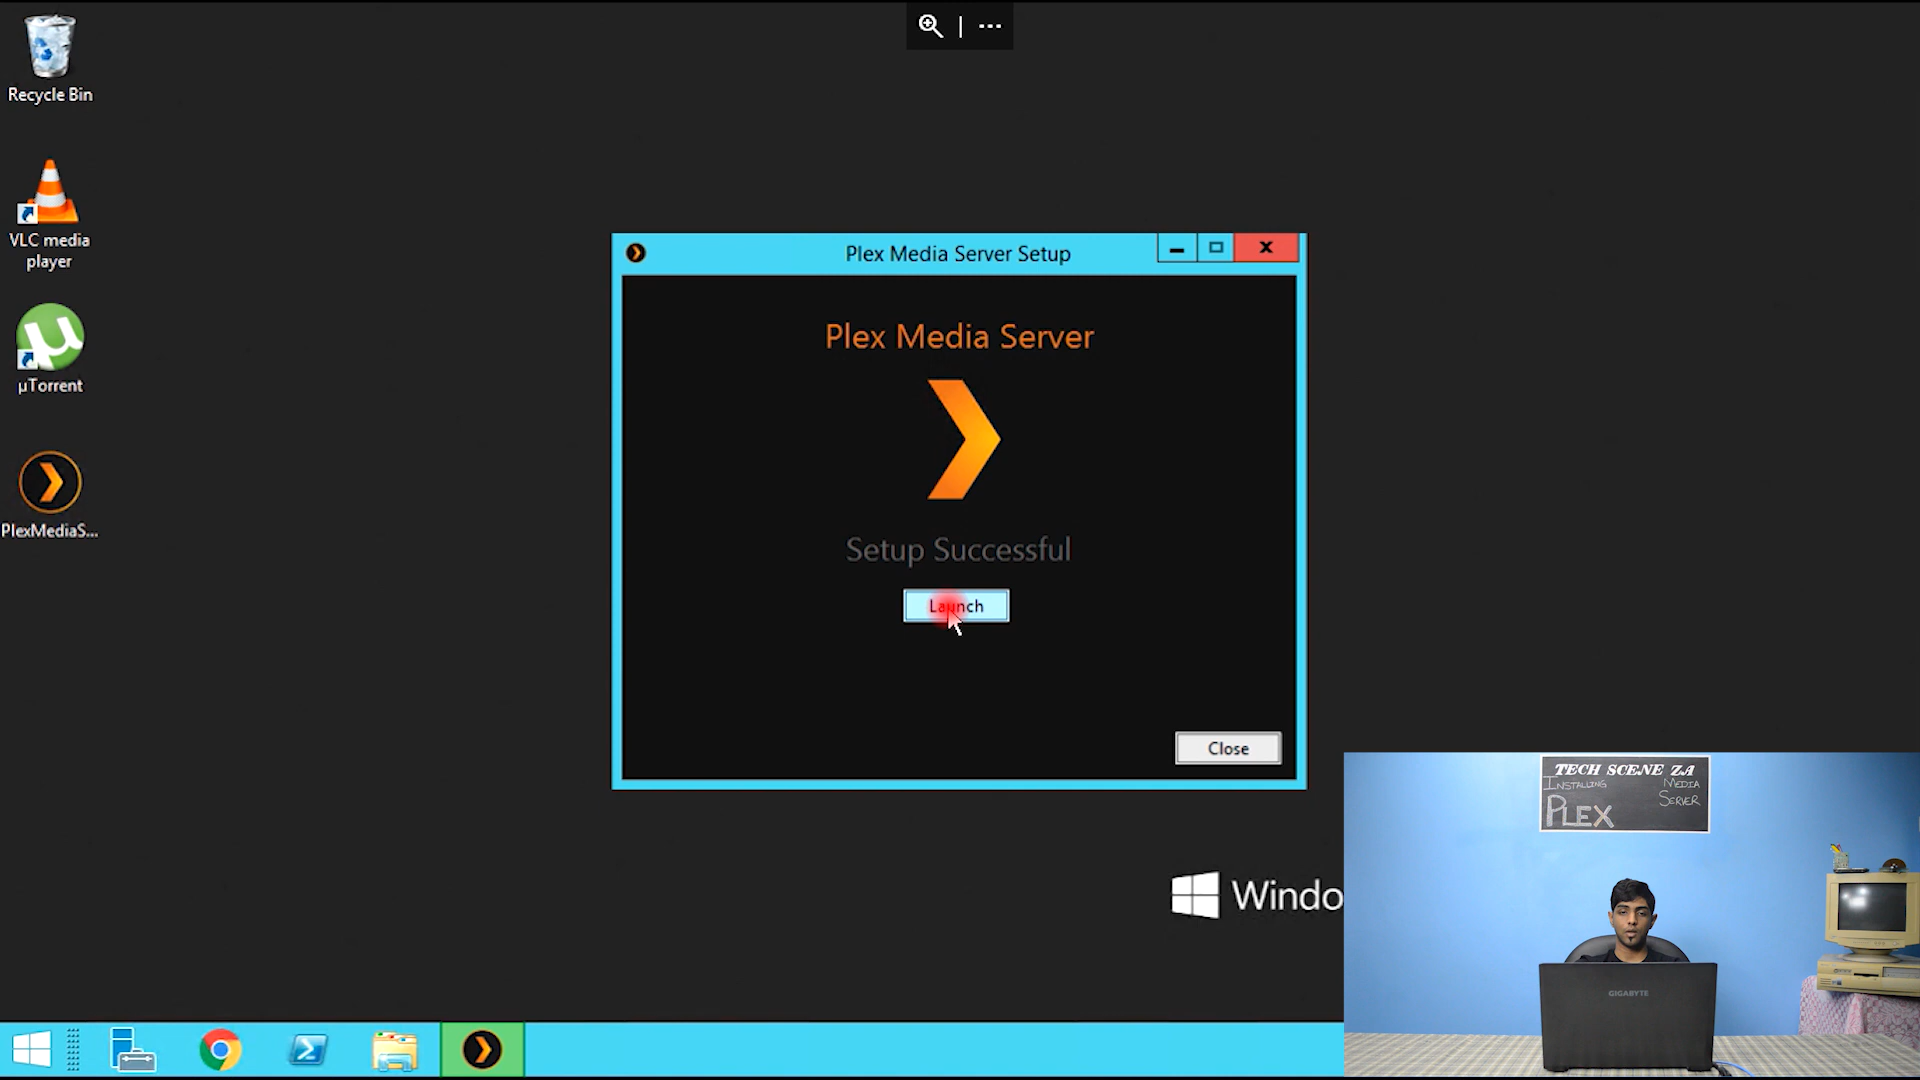 Recycle Bin
VLC media
player
µTorrent
PlexMediaS...
Plex Media Server Setup
Plex Media Server
Setup Successful
Launch
Close
Windo
TECH SCENE ZA
INSTALLING MEDIA
PLEX SERVER
GIGABYTE